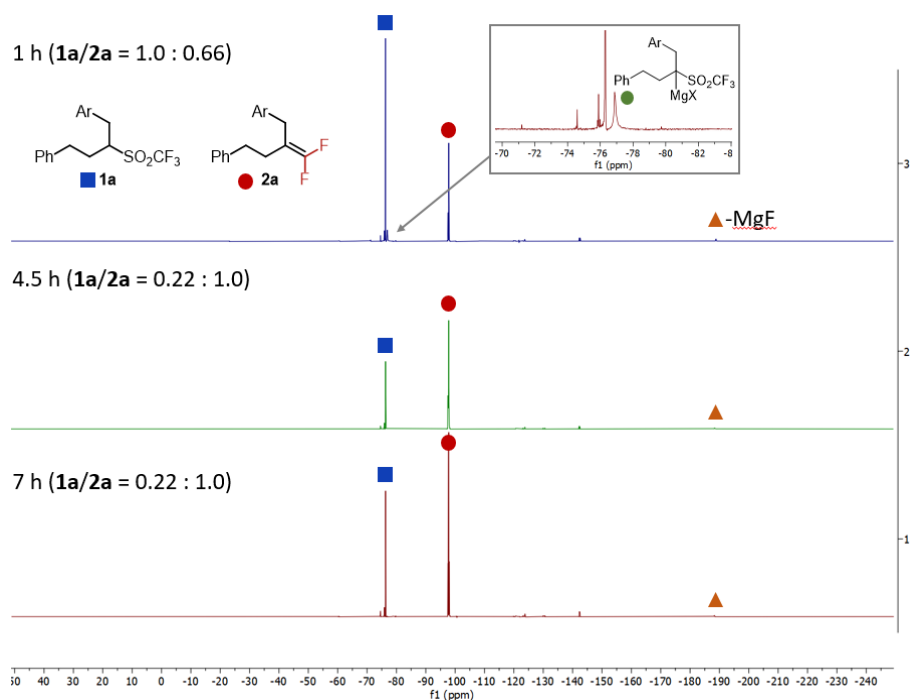 1 h (1a/2a = 1.0 : 0.66)
Ar
Ph
SO2CF3
1a
Ar
Ph
F
F
2a
Ar
Ph
SO2CF3
MgX
-70 -72 -74 -76 -78 -80 -82 -8
f1 (ppm)
-MgF
3
4.5 h (1a/2a = 0.22 : 1.0)
2
7 h (1a/2a = 0.22 : 1.0)
1
50 40 30 20 10 -10 -20 -30 -40 -50 -60 -70 -80 -90 -100 -110 -120 -130 -140 -150 -160 -170 -180 -190 -200 -210 -220 -230 -240
f1 (ppm)